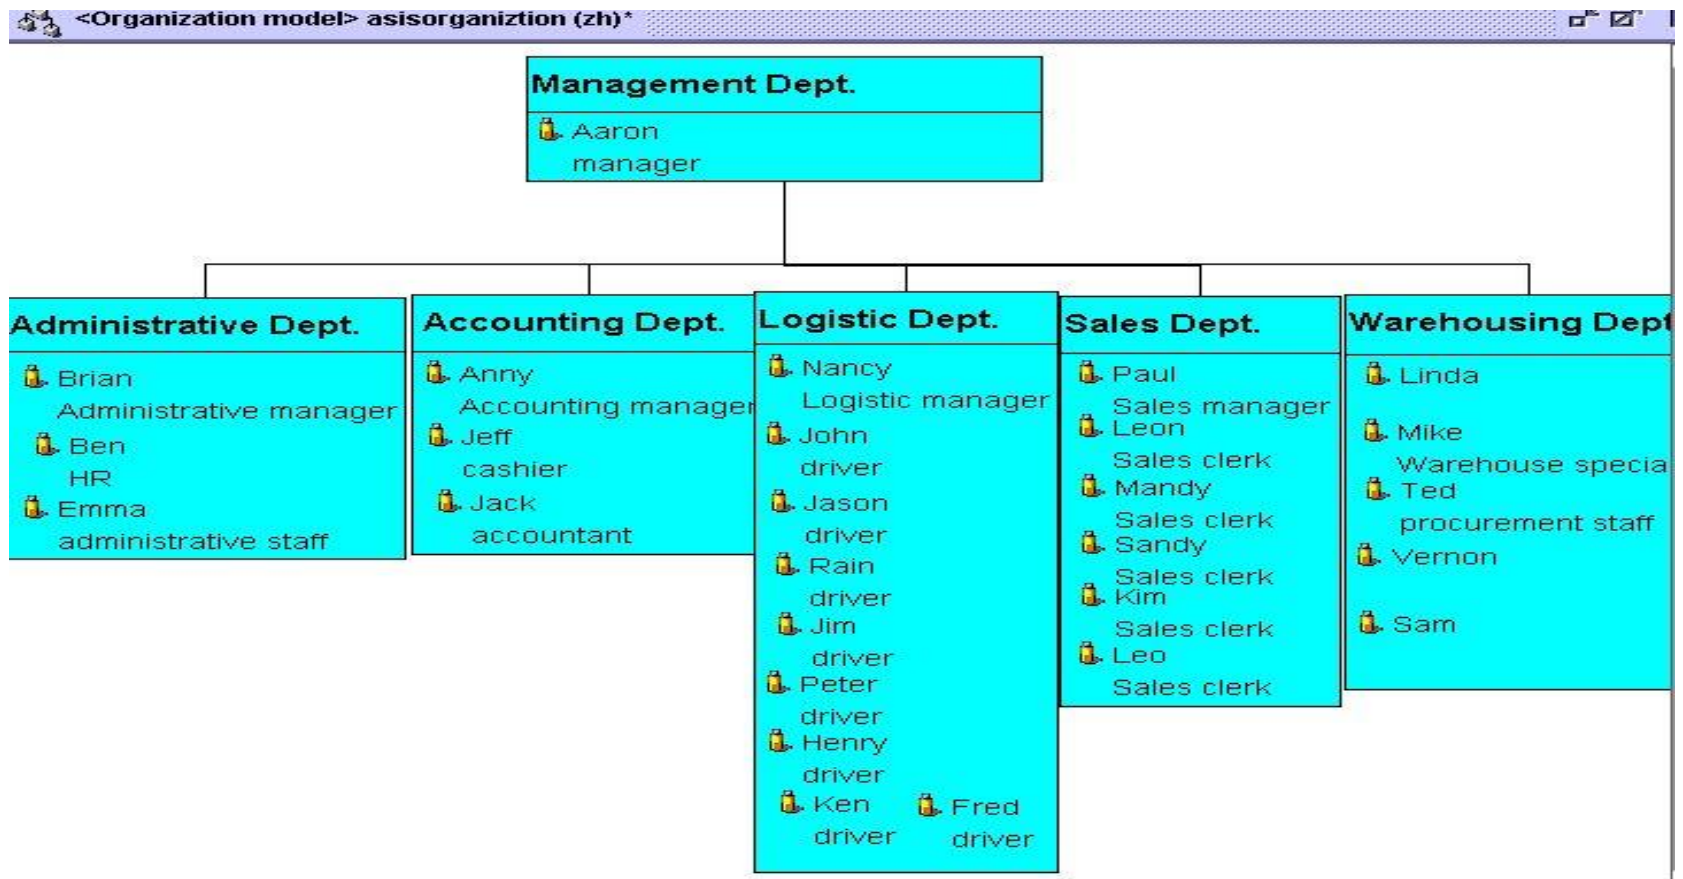 <Organization model> asisorganiztion (zh)*
Management Dept.
Aaron
manager
Administrative Dept.
Brian
Administrative manager
Ben
HR
Emma
administrative staff
Accounting Dept.
Anny
Accounting manager
Jeff
cashier
Jack
accountant
Logistic Dept.
Nancy
Logistic manager
John
driver
Jason
driver
Rain
driver
Jim
driver
Peter
driver
Henry
driver
Ken
driver
Fred
driver
Sales Dept.
Paul
Sales manager
Leon
Sales clerk
Mandy
Sales clerk
Sandy
Sales clerk
Kim
Sales clerk
Leo
Sales clerk
Warehousing Dept
Linda
Mike
Warehouse specia
Ted
procurement staff
Vernon
Sam